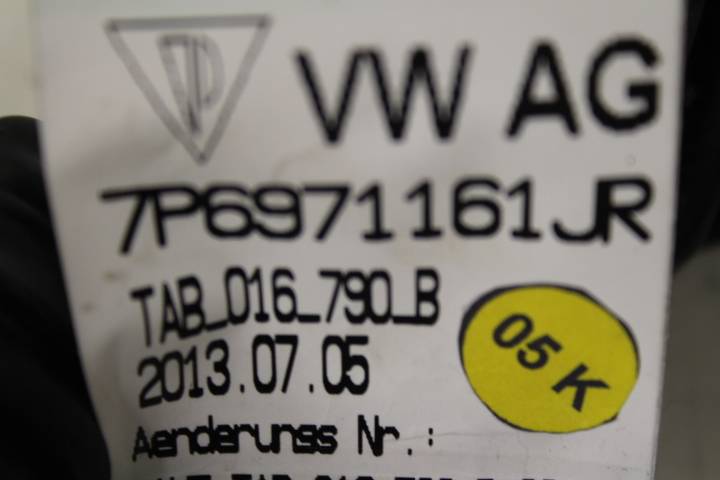 VW AG
7P6971161JR
TAB_016_790_B
2013.07.05
05 K
Aenderungs Nr.: